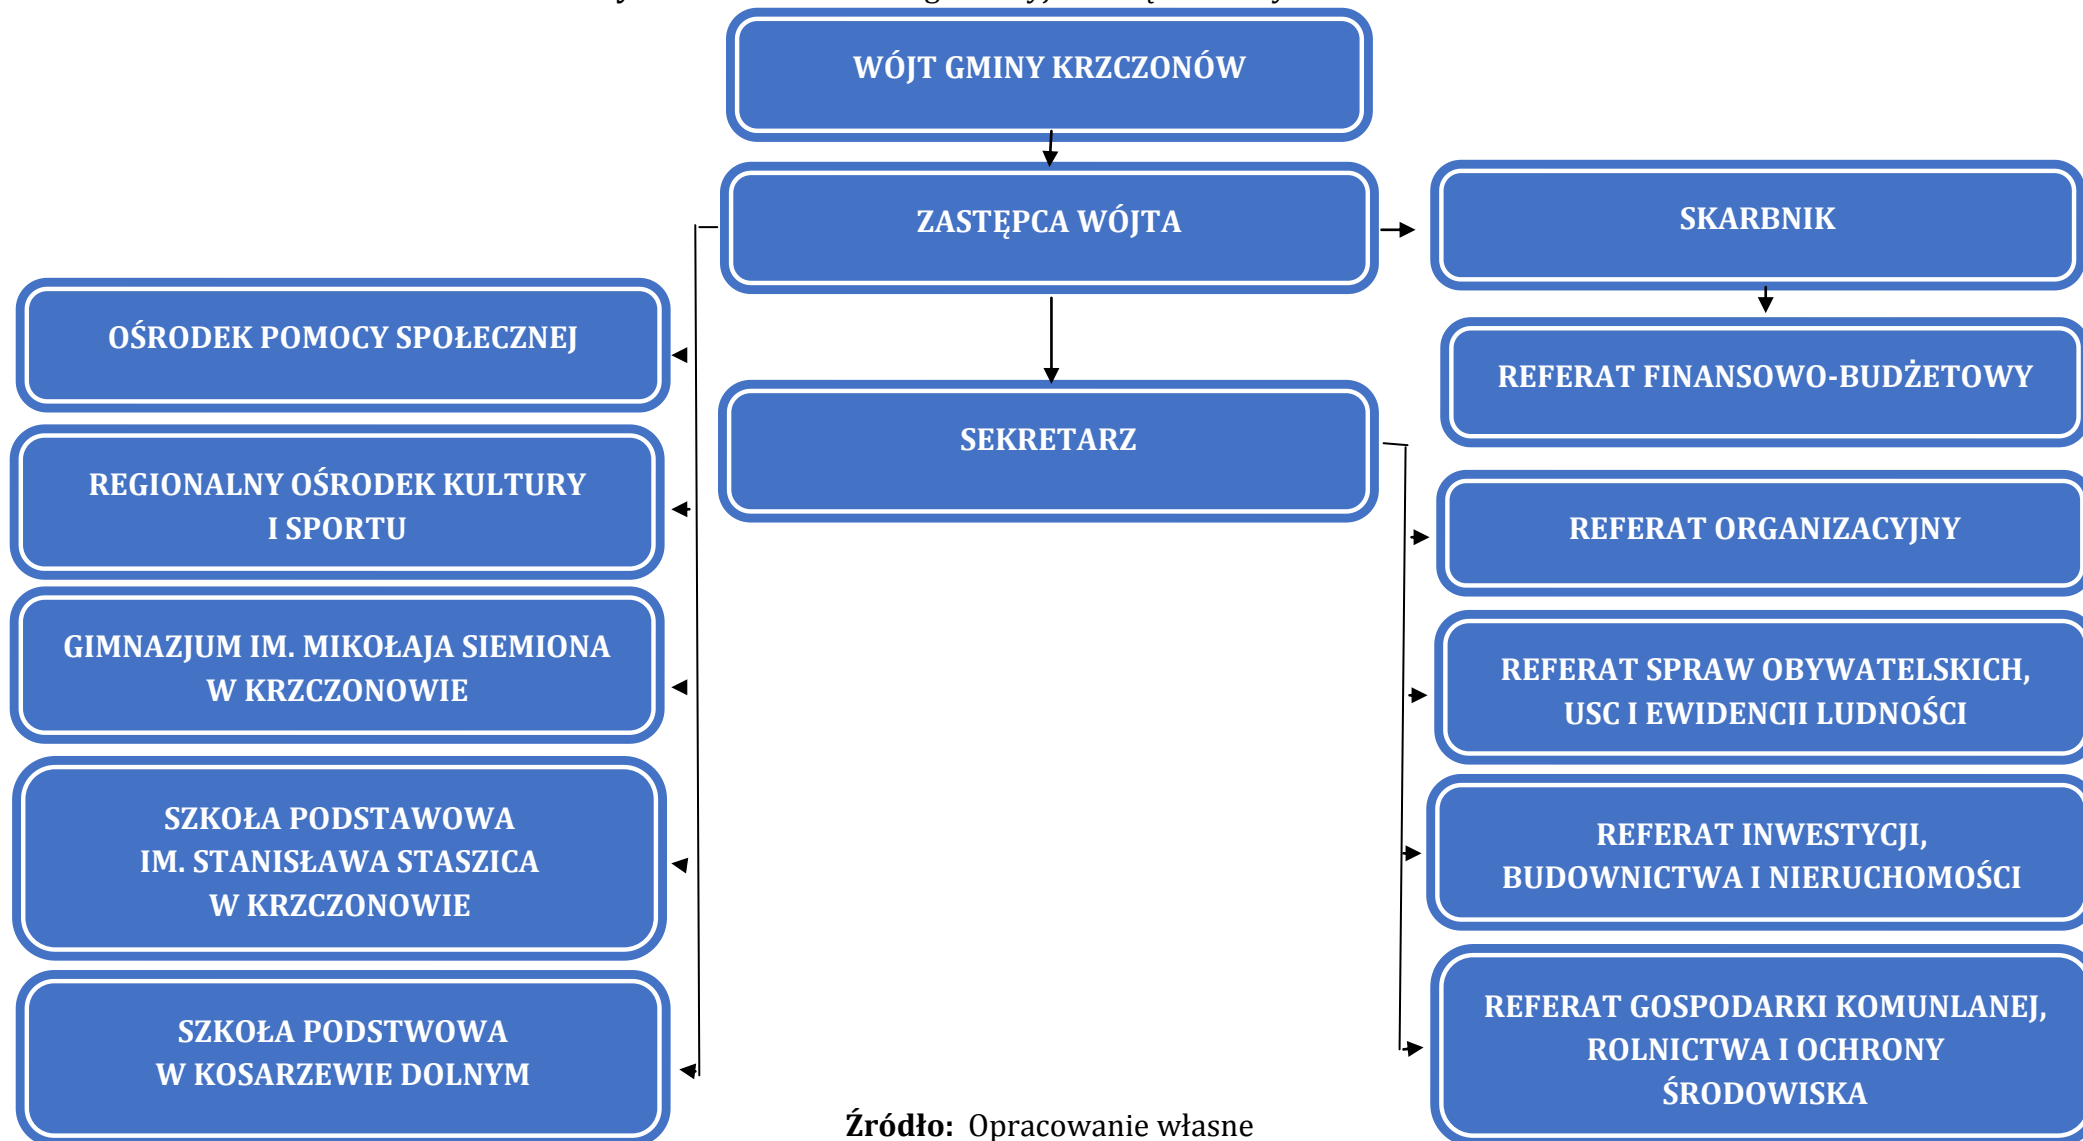 WÓJT GMINY KRZCZONÓW
ZASTĘPCA WÓJTA
SKARBNIK
OŚRODEK POMOCY SPOŁECZNEJ
REFERAT FINANSOWO-BUDŻETOWY
SEKRETARZ
REGIONALNY OŚRODEK KULTURY
I SPORTU
REFERAT ORGANIZACYJNY
GIMNAZJUM IM. MIKOŁAJA SIEMIONA
W KRZCZONOWIE
REFERAT SPRAW OBYWATELSKICH,
USC I EWIDENCJI LUDNOŚCI
SZKOŁA PODSTAWOWA
IM. STANISŁAWA STASZICA
W KRZCZONOWIE
REFERAT INWESTYCJI,
BUDOWNICTWA I NIERUCHOMOŚCI
SZKOŁA PODSTWOWA
W KOSARZEWIE DOLNYM
REFERAT GOSPODARKI KOMUNLANEJ,
ROLNICTWA I OCHRONY
ŚRODOWISKA
Źródło: Opracowanie własne